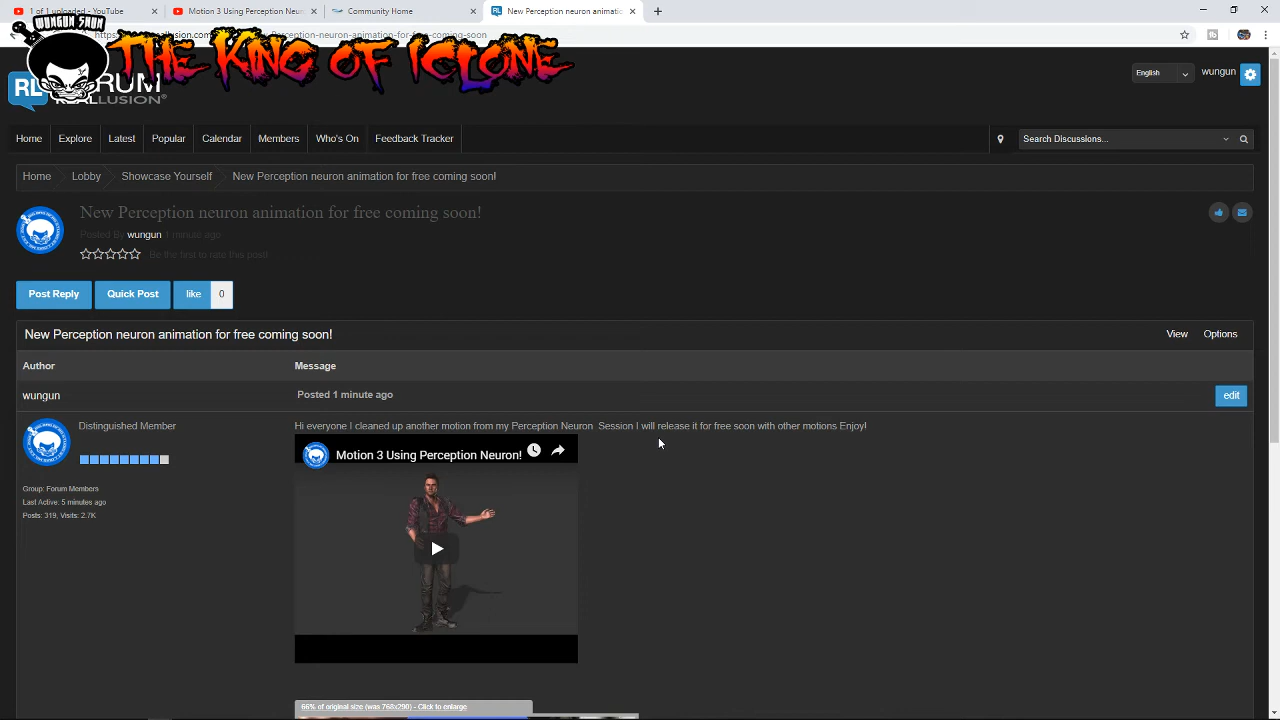 1 of 1 uploaded - YouTube
Motion 3 Using Perception Neu
Community Home
New Perception neuron animation
WUNGUN SHUN
THE KING OF ICLONE
RL
FORUM
English
wungun
Home
Explore
Latest
Popular
Calendar
Members
Who's On
Feedback Tracker
Search Discussions...
Home
Lobby
Showcase Yourself
New Perception neuron animation for free coming soon!
New Perception neuron animation for free coming soon!
Posted By wungun 1 minute ago
Be the first to rate this post!
Post Reply
Quick Post
like
0
New Perception neuron animation for free coming soon!
View
Options
Author
Message
wungun
Posted 1 minute ago
edit
Distinguished Member
Hi everyone I cleaned up another motion from my Perception Neuron  Session I will release it for free soon with other motions Enjoy!
Motion 3 Using Perception Neuron!
Group: Forum Members
Last Active: 5 minutes ago
Posts: 319, Visits: 2.7K
66% of original size (was 768x290) - Click to enlarge